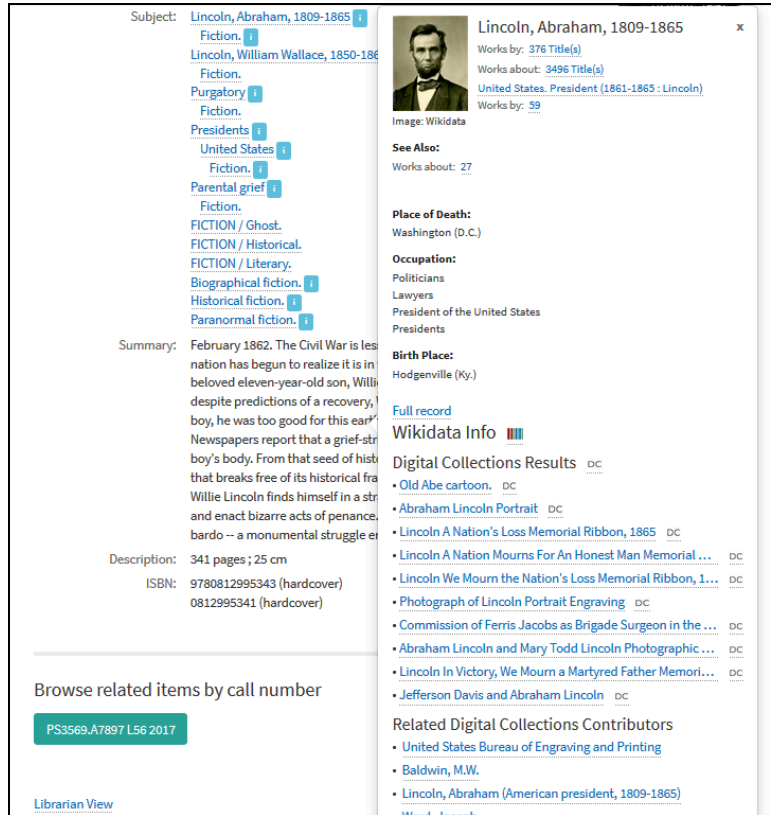 Subject: Lincoln, Abraham, 1809-1865 i
Fiction. i
Lincoln, William Wallace, 1850-186
Fiction.
Purgatory i
Fiction.
Presidents i
United States i
Fiction. i
Parental grief i
Fiction.
FICTION / Ghost.
FICTION / Historical.
FICTION / Literary.
Biographical fiction. i
Historical fiction. i
Paranormal fiction. i
Summary: February 1862. The Civil War is les
nation has begun to realize it is in
beloved eleven-year-old son, Willi
despite predictions of a recovery,
boy, he was too good for this eart
Newspapers report that a grief-str
boy's body. From that seed of hist
that breaks free of its historical fra
Willie Lincoln finds himself in a str
and enact bizarre acts of penance.
bardo -- a monumental struggle er
Description: 341 pages ; 25 cm
ISBN: 9780812995343 (hardcover)
0812995341 (hardcover)
Browse related items by call number
PS3569.A7897 L56 2017
Librarian View
Lincoln, Abraham, 1809-1865 x
Works by: 376 Title(s)
Works about: 3496 Title(s)
United States. President (1861-1865 : Lincoln)
Works by: 59
Image: Wikidata
See Also:
Works about: 27
Place of Death:
Washington (D.C.)
Occupation:
Politicians
Lawyers
President of the United States
Presidents
Birth Place:
Hodgenville (Ky.)
Full record
Wikidata Info
Digital Collections Results DC
• Old Abe cartoon. DC
• Abraham Lincoln Portrait DC
• Lincoln A Nation's Loss Memorial Ribbon, 1865 DC
• Lincoln A Nation Mourns For An Honest Man Memorial ... DC
• Lincoln We Mourn the Nation's Loss Memorial Ribbon, 1... DC
• Photograph of Lincoln Portrait Engraving DC
• Commission of Ferris Jacobs as Brigade Surgeon in the ... DC
• Abraham Lincoln and Mary Todd Lincoln Photographic ... DC
• Lincoln In Victory, We Mourn a Martyred Father Memori... DC
• Jefferson Davis and Abraham Lincoln DC
Related Digital Collections Contributors
• United States Bureau of Engraving and Printing
• Baldwin, M.W.
• Lincoln, Abraham (American president, 1809-1865)